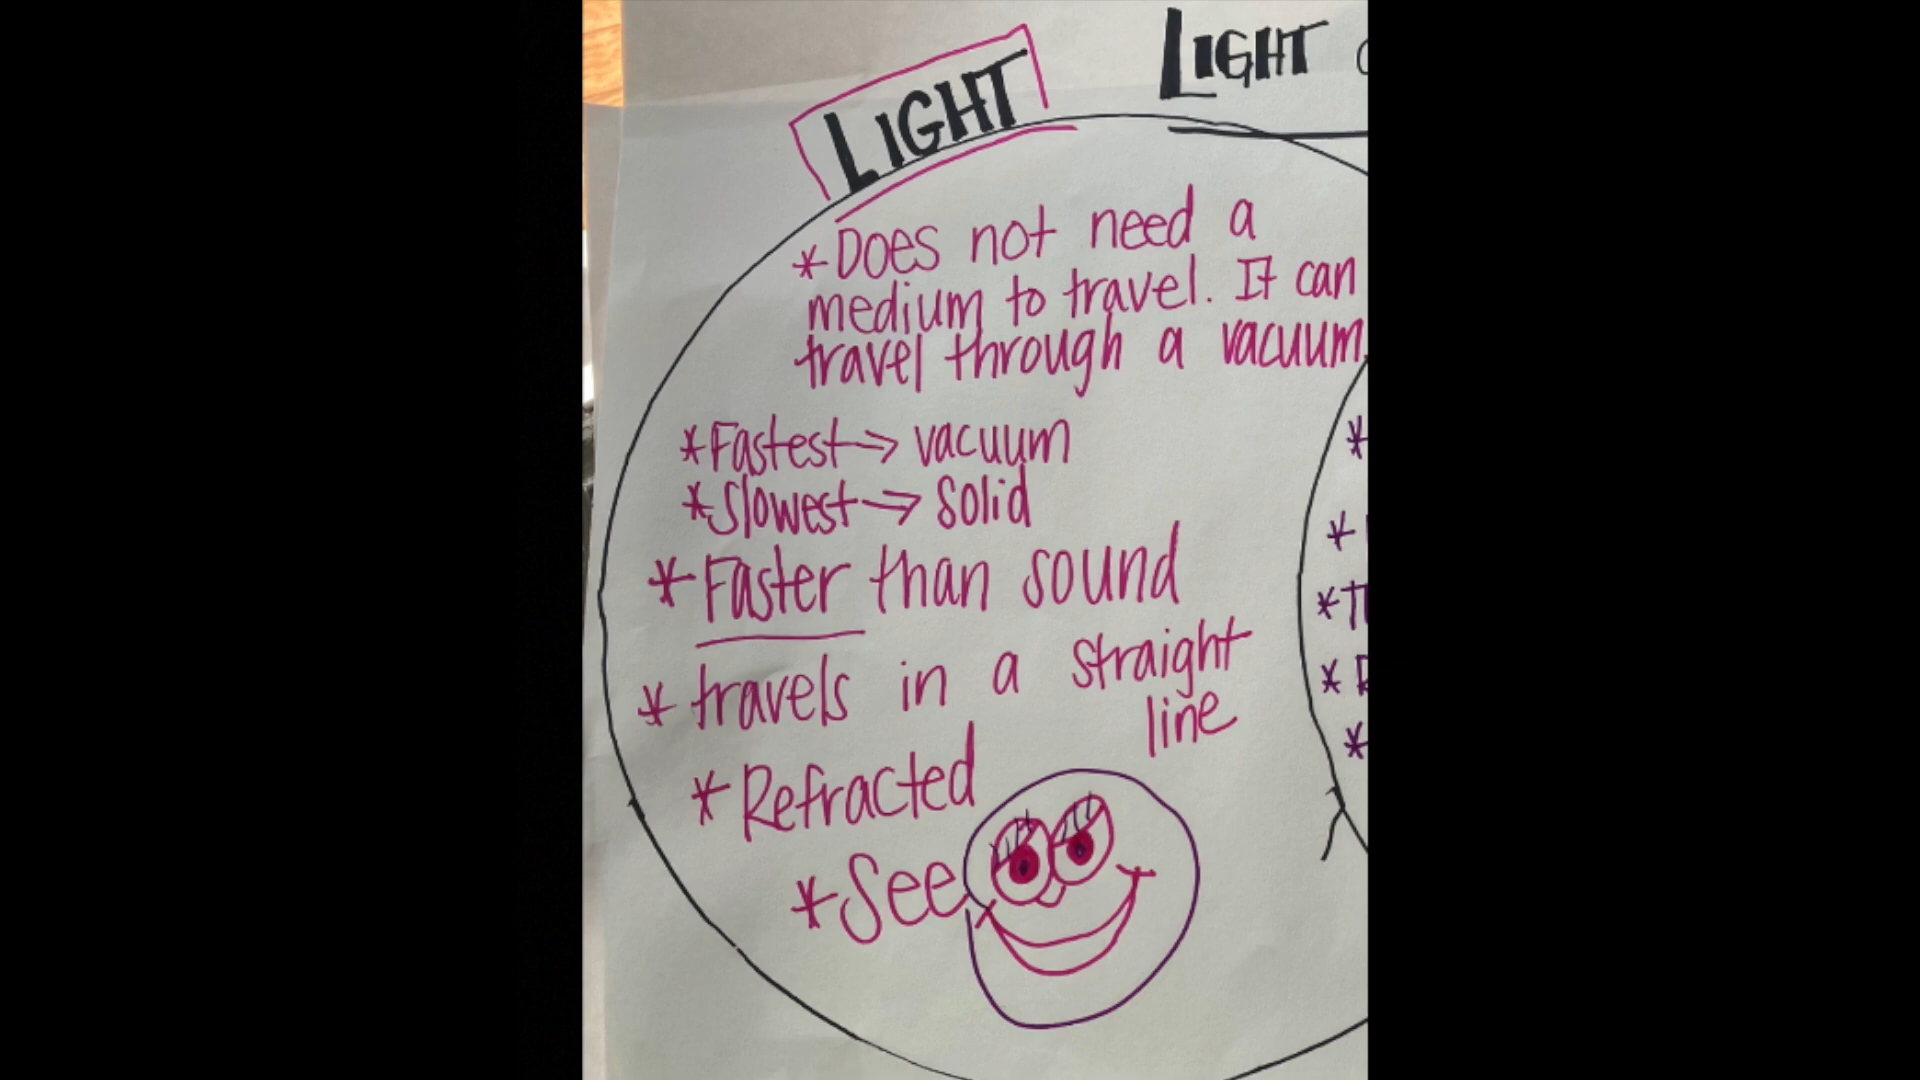 LIGHT
LIGHT
*Does not need a
medium to travel. It can
travel through a vacuum.
*Fastest → vacuum
*Slowest → solid
*Faster than sound
*travels in a straight
line
*Refracted
*See
*
*
*
*
*